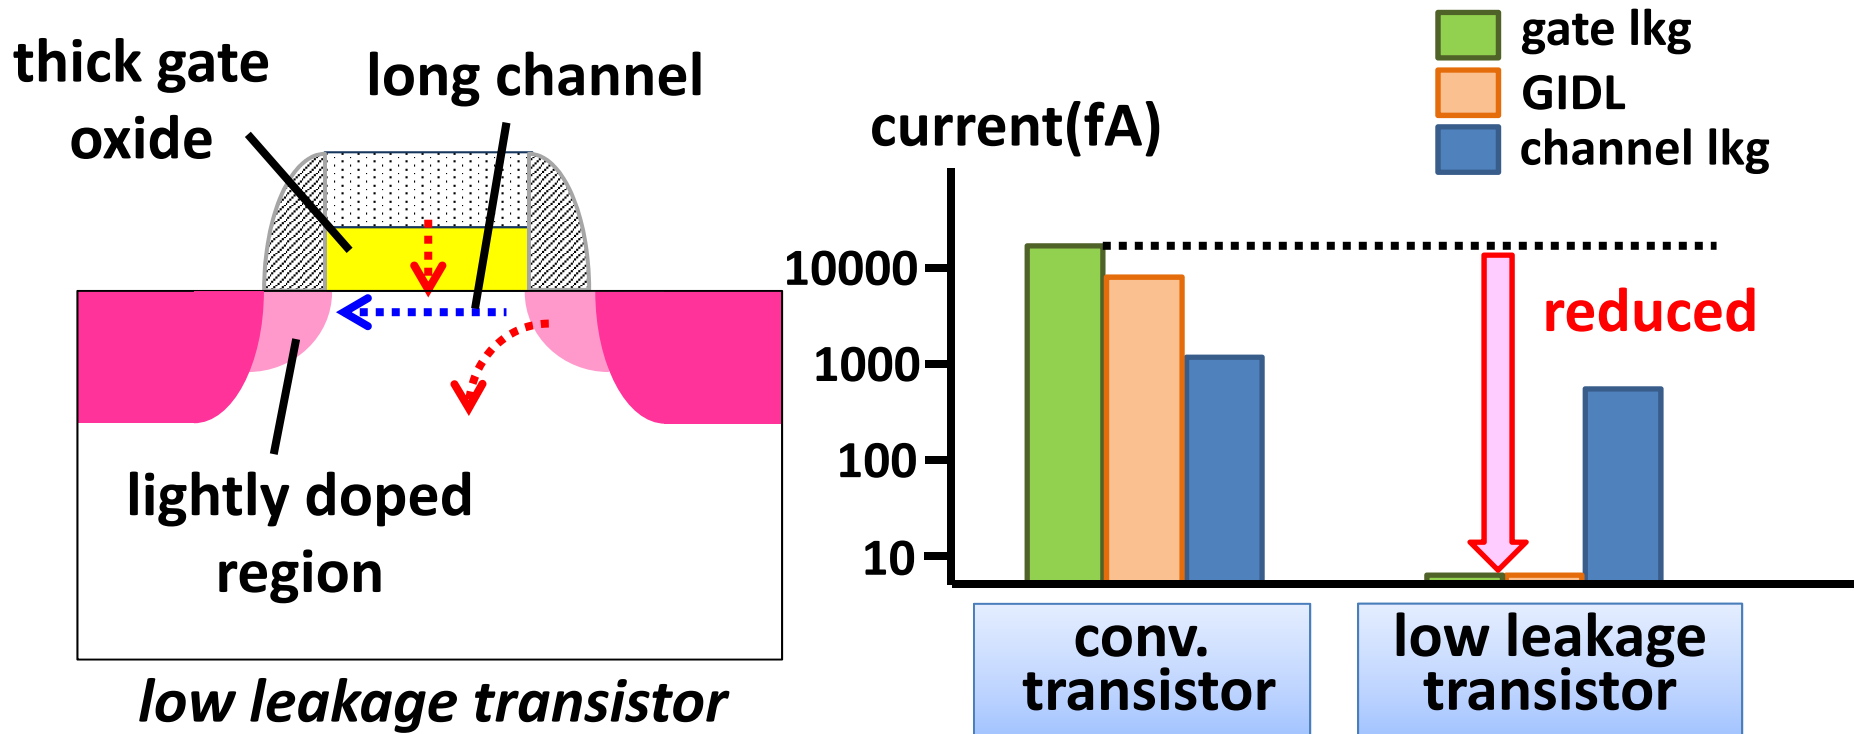 thick gate
oxide
long channel
lightly doped
region
low leakage transistor
current(fA)
gate lkg
GIDL
channel lkg
10000
1000
100
10
reduced
conv.
transistor
low leakage
transistor